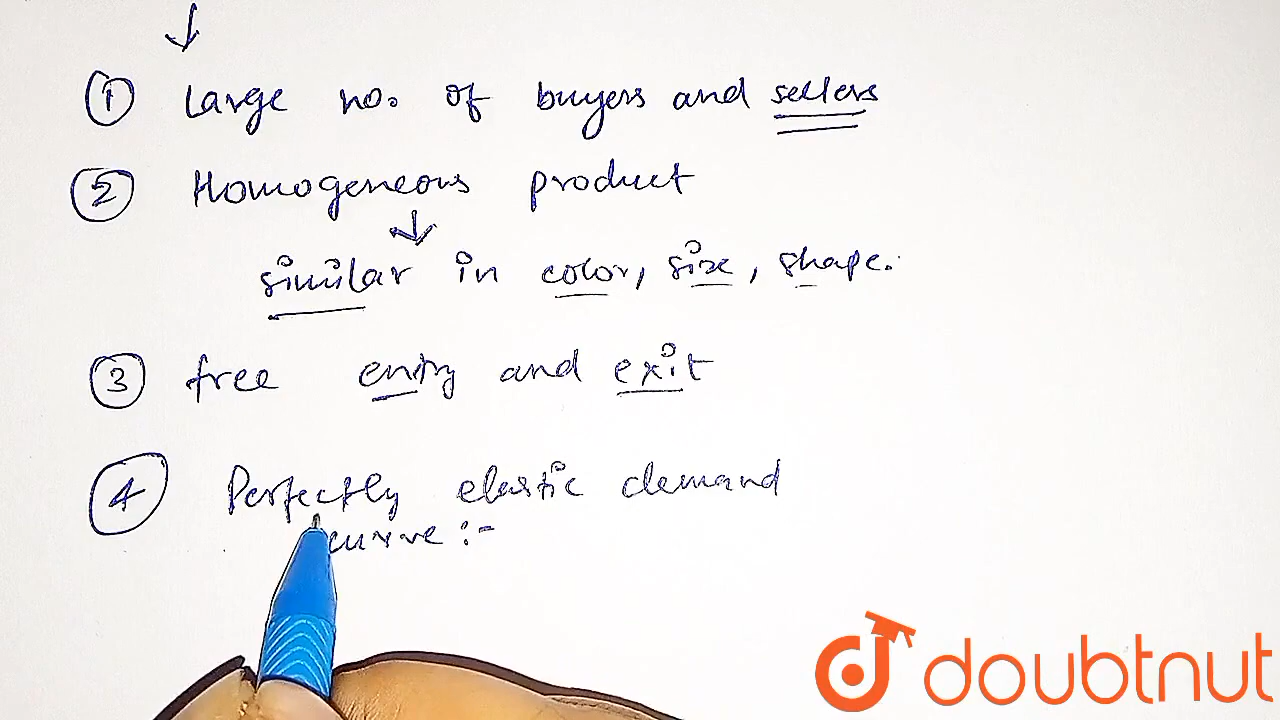 ① Large no. of buyers and sellers
② Homogeneous product
↓
similar in color, size, shape.
③ free entry and exit
④ Perfectly elastic demand
curve :-
doubtnut